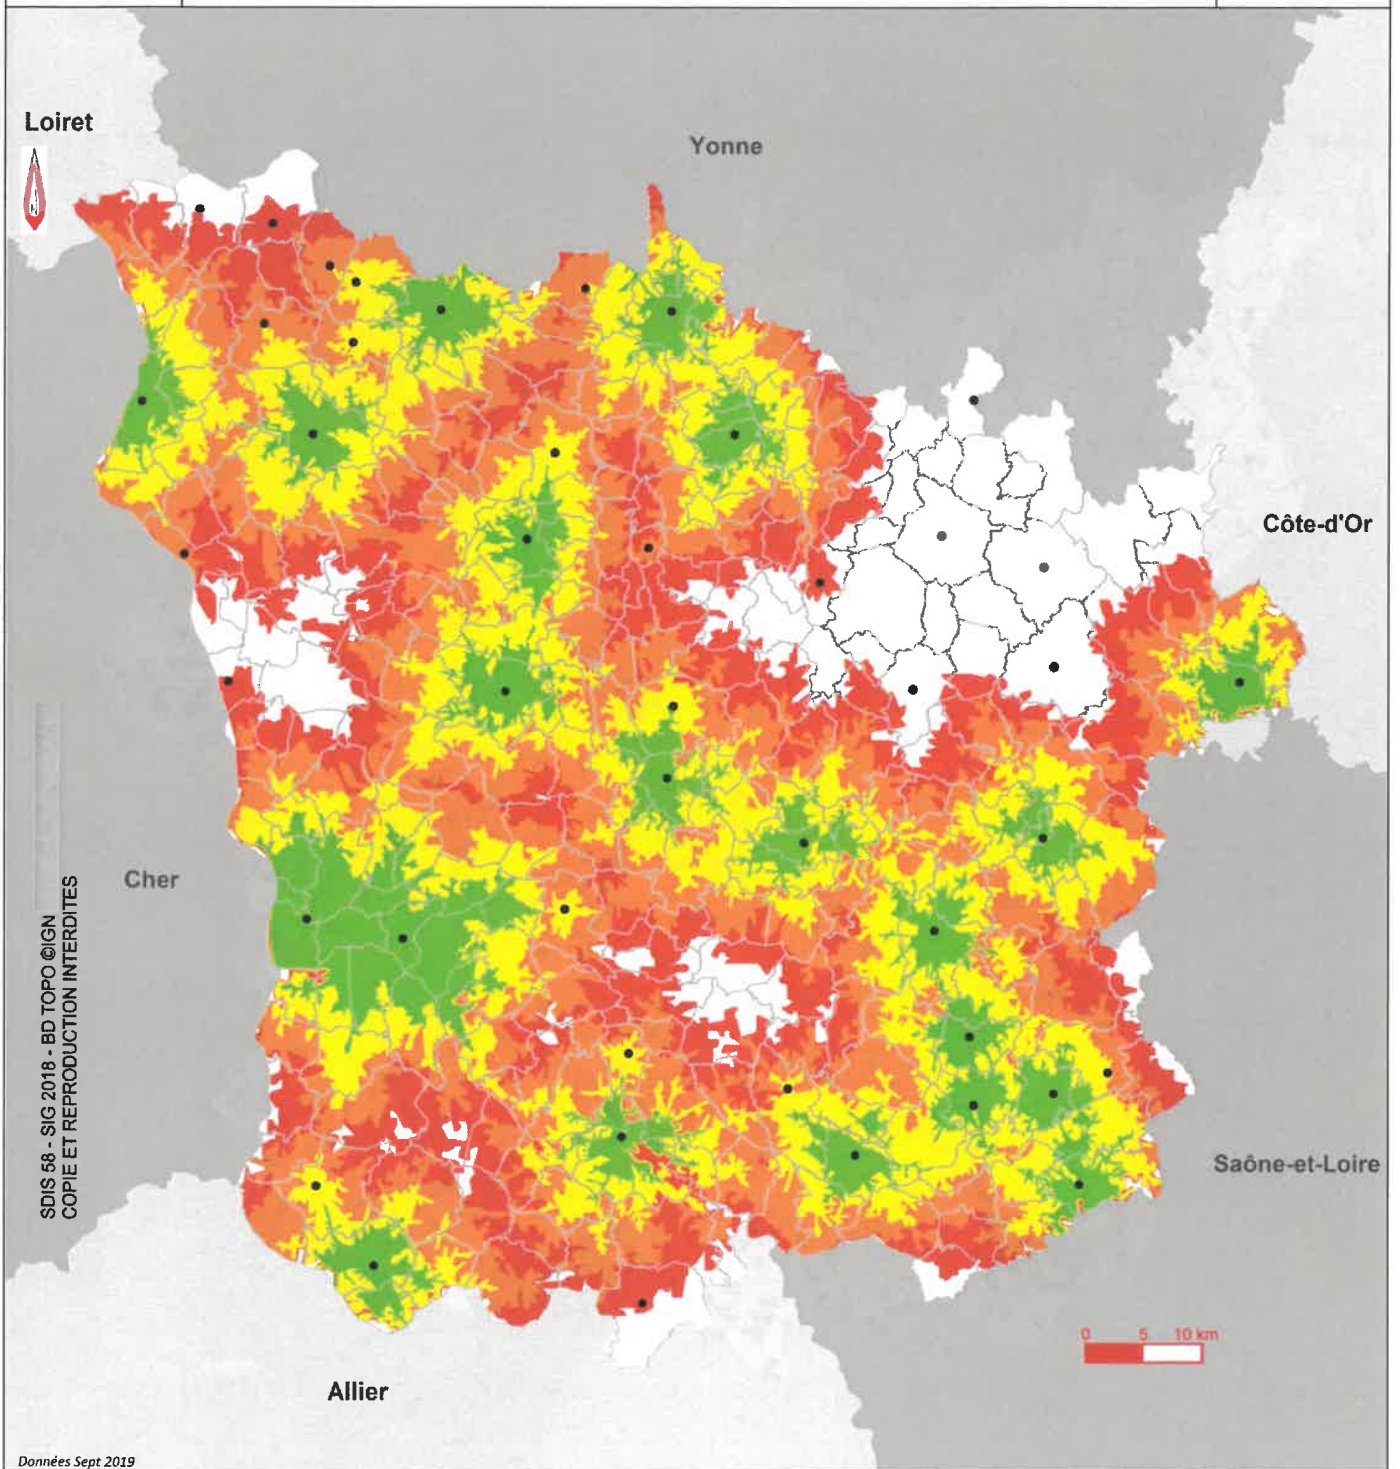 Loiret
Yonne
N
Côte-d'Or
Cher
SDIS 58 - SIG 2018 - BD TOPO ©IGN
COPIE ET REPRODUCTION INTERDITES
Saône-et-Loire
0 5 10 km
Allier
Données Sept 2019